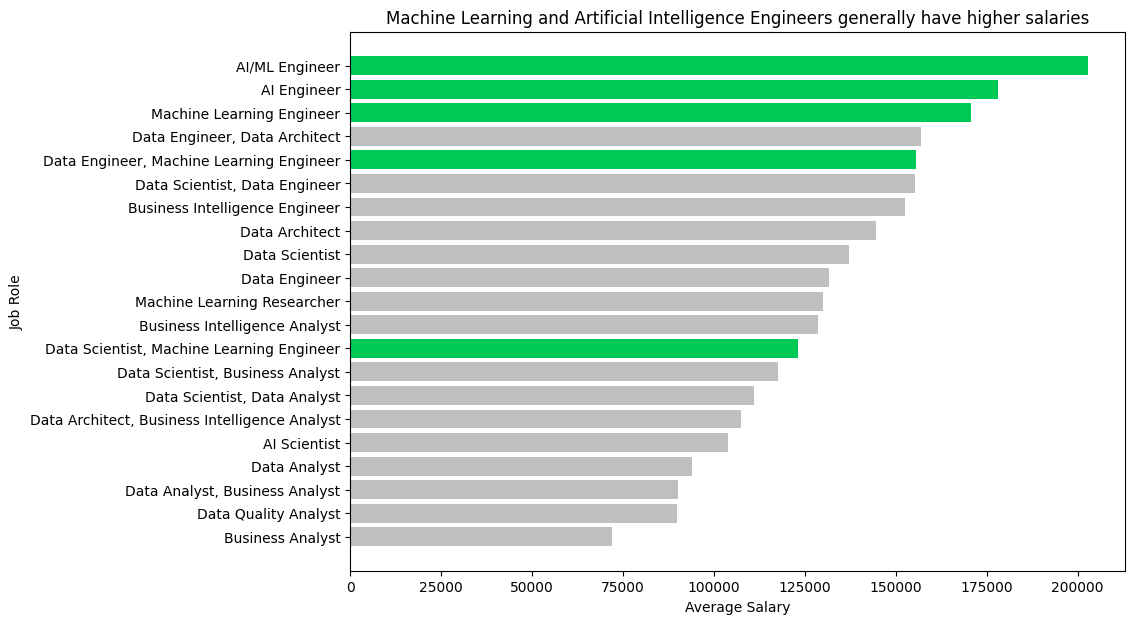 Machine Learning and Artificial Intelligence Engineers generally have higher salaries
Job Role
AI/ML Engineer
AI Engineer
Machine Learning Engineer
Data Engineer, Data Architect
Data Engineer, Machine Learning Engineer
Data Scientist, Data Engineer
Business Intelligence Engineer
Data Architect
Data Scientist
Data Engineer
Machine Learning Researcher
Business Intelligence Analyst
Data Scientist, Machine Learning Engineer
Data Scientist, Business Analyst
Data Scientist, Data Analyst
Data Architect, Business Intelligence Analyst
AI Scientist
Data Analyst
Data Analyst, Business Analyst
Data Quality Analyst
Business Analyst
0 25000 50000 75000 100000 125000 150000 175000 200000
Average Salary